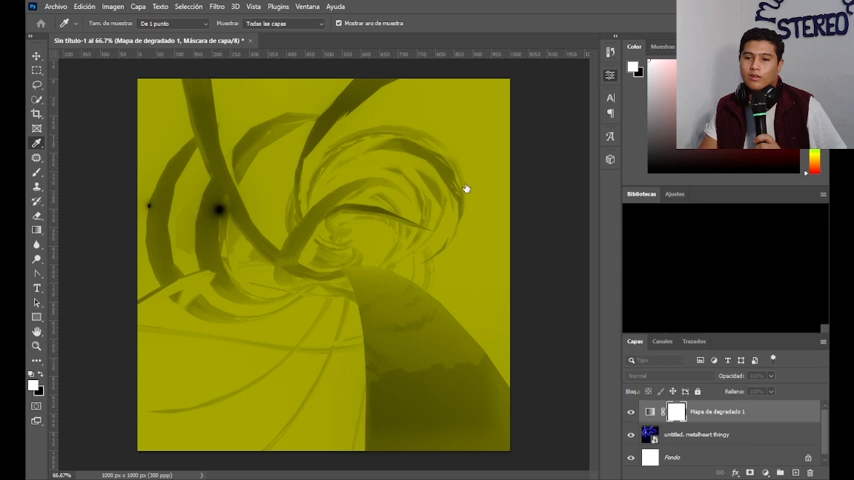 Archivo Edición Imagen Capa Texto Selección Filtro 3D Vista Plugins Ventana Ayuda
Tam. de muestra: De 1 punto Muestra: Todas las capas Mostrar aro de muestra
Sin título-1 al 66.7% (Mapa de degradado 1, Máscara de capa/8) *
STEREO
Color Muestras
Bibliotecas Ajustes
Capas Canales Trazados
Tipo
Normal Opacidad: 100%
Bloq.: Relleno: 100%
Mapa de degradado 1
untitled. metalheart thingy
Fondo
66.67% 1000 px x 1000 px (300 ppp)